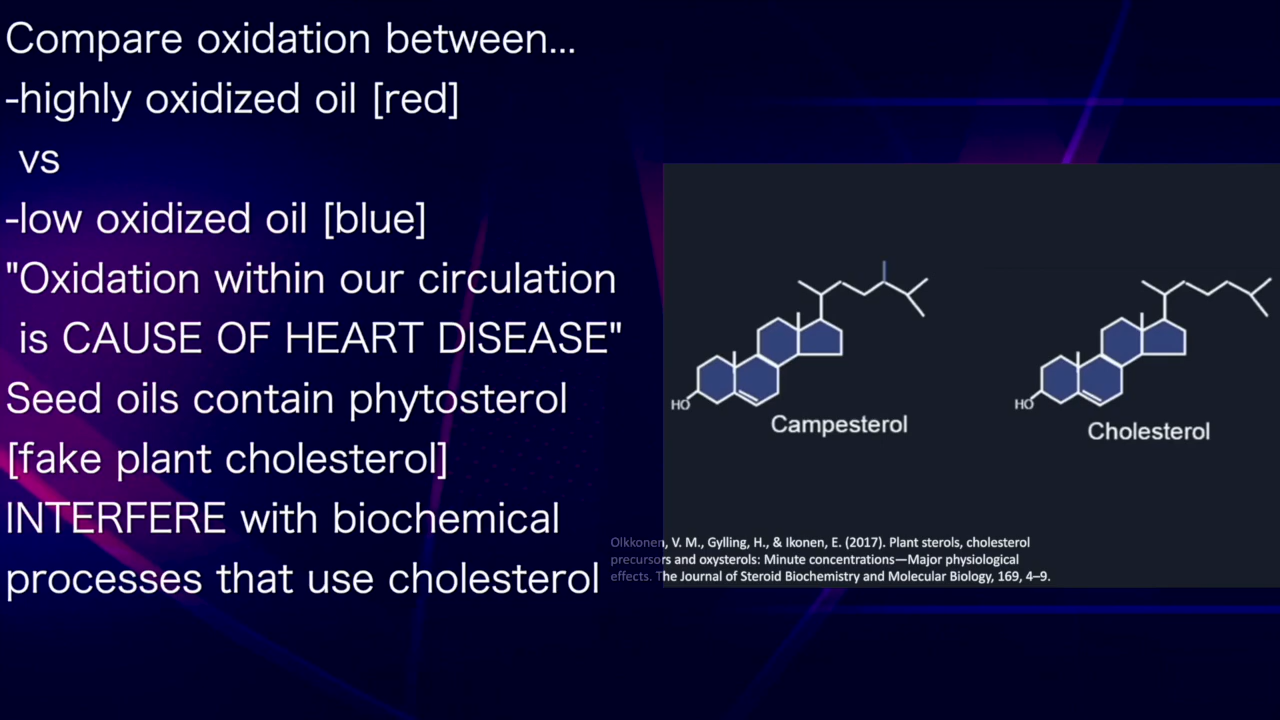 Compare oxidation between...
-highly oxidized oil [red]
vs
-low oxidized oil [blue]
"Oxidation within our circulation
is CAUSE OF HEART DISEASE"
Seed oils contain phytosterol
[fake plant cholesterol]
INTERFERE with biochemical
processes that use cholesterol
HO
Campesterol
HO
Cholesterol
Olkkonen, V. M., Gylling, H., & Ikonen, E. (2017). Plant sterols, cholesterol
precursors and oxysterols: Minute concentrations—Major physiological
effects. The Journal of Steroid Biochemistry and Molecular Biology, 169, 4–9.